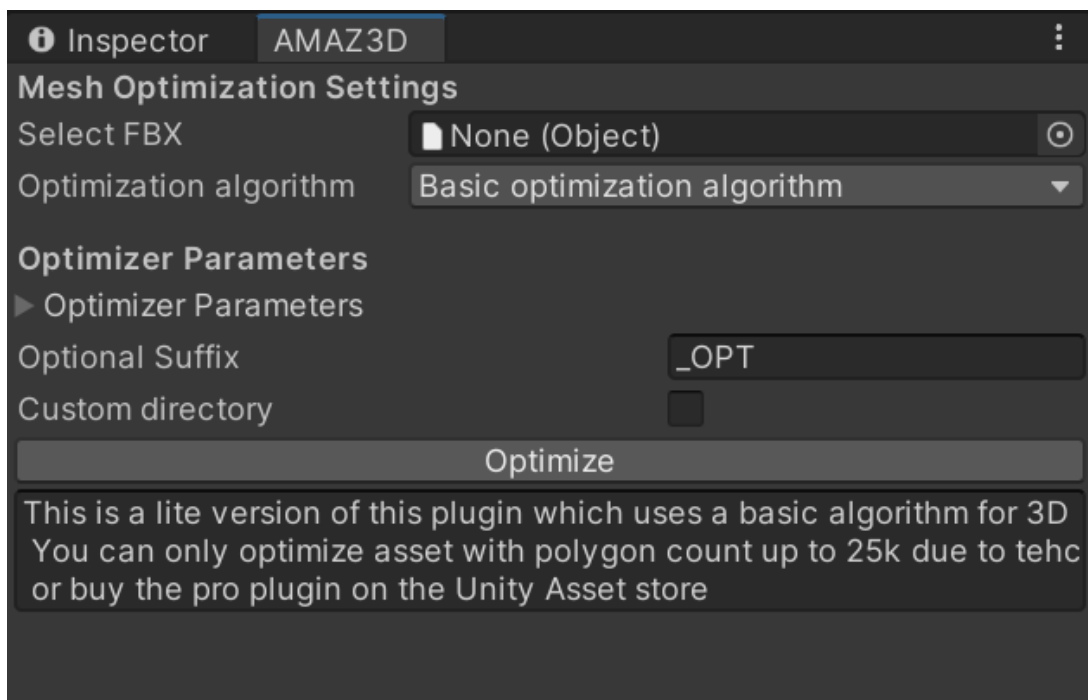 Inspector AMAZ3D
Mesh Optimization Settings
Select FBX None (Object)
Optimization algorithm Basic optimization algorithm
Optimizer Parameters
Optimizer Parameters
Optional Suffix _OPT
Custom directory
Optimize
This is a lite version of this plugin which uses a basic algorithm for 3D
You can only optimize asset with polygon count up to 25k due to tehc
or buy the pro plugin on the Unity Asset store